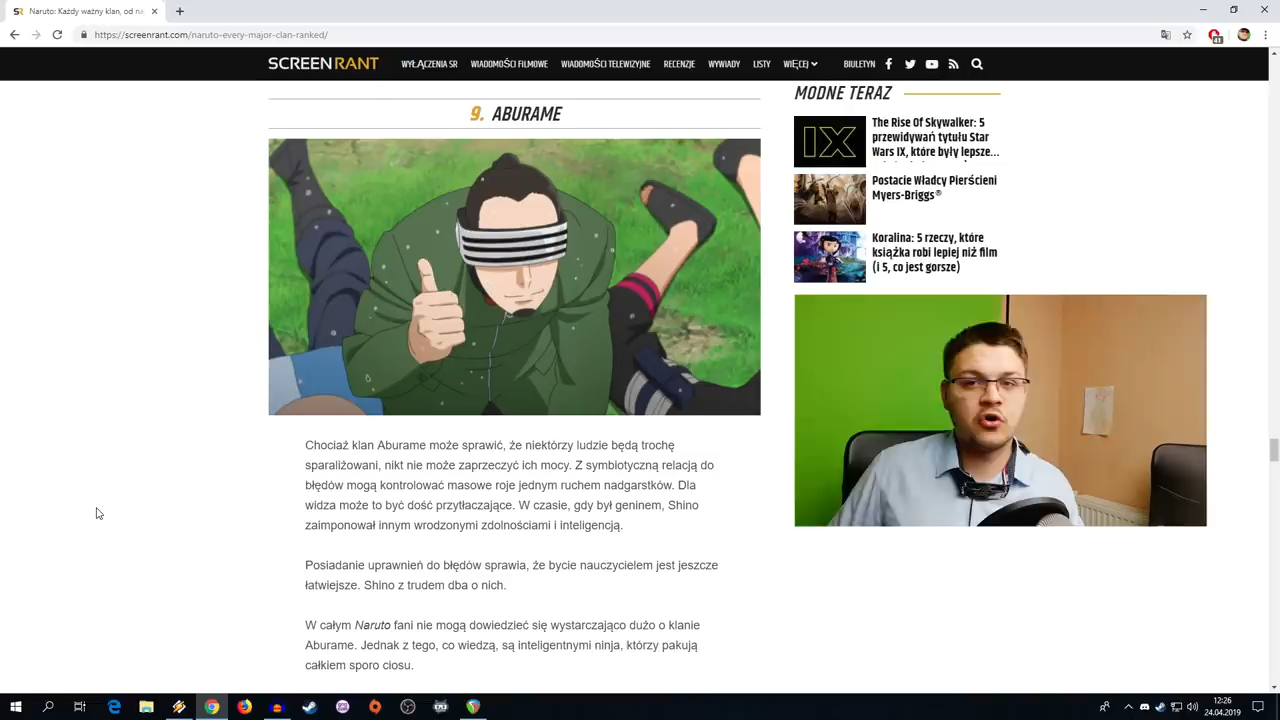 Naruto: Każdy ważny klan, od na
https://screenrant.com/naruto-every-major-clan-ranked/
41
SCREENRANT
WYŁĄCZENIA SR
WIADOMOŚCI FILMOWE
WIADOMOŚCI TELEWIZYJNE
RECENZJE
WYWIADY
LISTY
WIĘCEJ
BIULETYN
9. ABURAME
Chociaż klan Aburame może sprawić, że niektórzy ludzie będą trochę
sparaliżowani, nikt nie może zaprzeczyć ich mocy. Z symbiotyczną relacją do
błędów mogą kontrolować masowe roje jednym ruchem nadgarstków. Dla
widza może to być dość przytłaczające. W czasie, gdy był geninem, Shino
zaimponował innym wrodzonymi zdolnościami i inteligencją.
Posiadanie uprawnień do błędów sprawia, że bycie nauczycielem jest jeszcze
łatwiejsze. Shino z trudem dba o nich.
W całym Naruto fani nie mogą dowiedzieć się wystarczająco dużo o klanie
Aburame. Jednak z tego, co wiedzą, są inteligentnymi ninja, którzy pakują
całkiem sporo ciosu.
MODNE TERAZ
IX
The Rise Of Skywalker: 5
przewidywań tytułu Star
Wars IX, które były lepsze...
Postacie Władcy Pierścieni
Myers-Briggs®
Koralina: 5 rzeczy, które
książka robi lepiej niż film
(i 5, co jest gorsze)
12:26
24.04.2019